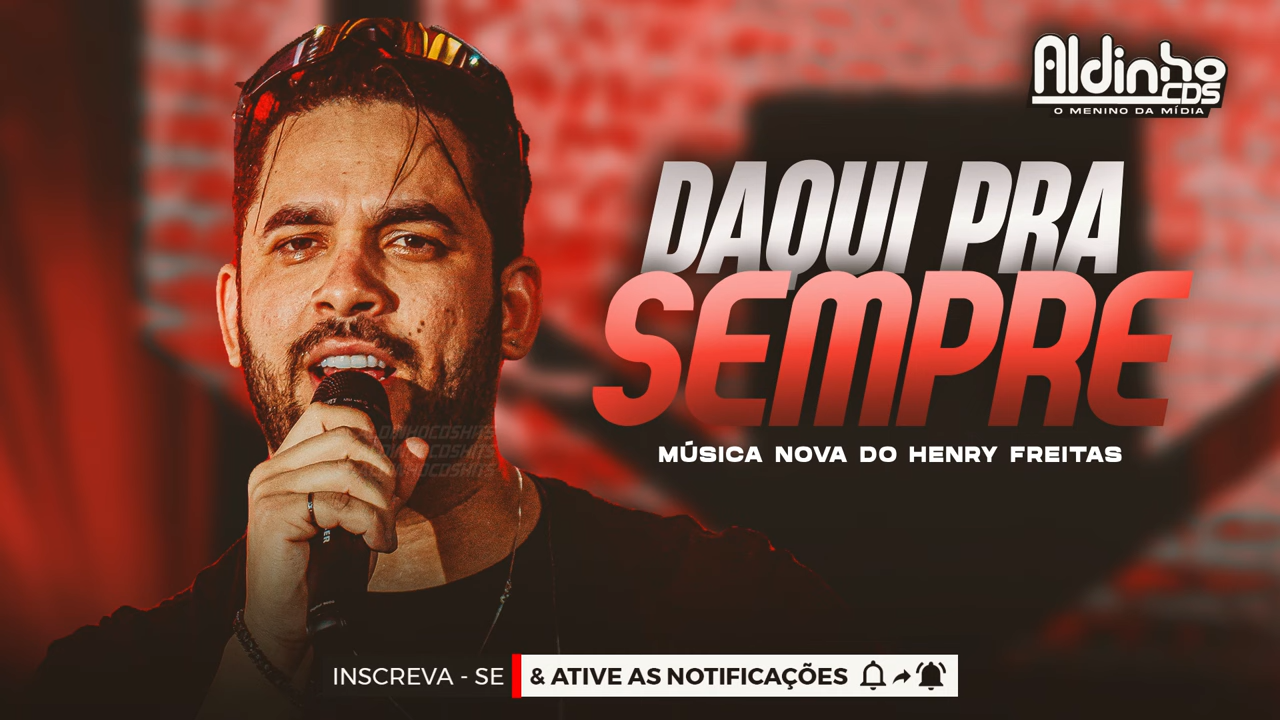 Aldinho
CDS
O MENINO DA MÍDIA
DAQUI PRA
SEMPRE
MÚSICA NOVA DO HENRY FREITAS
INSCREVA - SE & ATIVE AS NOTIFICAÇÕES